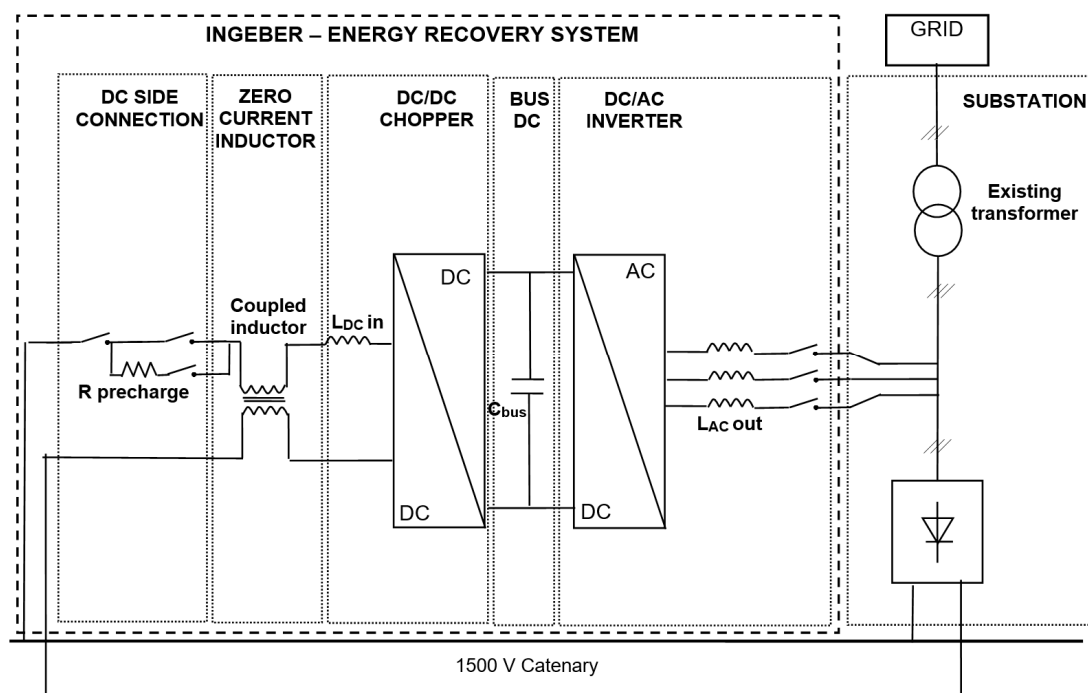 INGEBER – ENERGY RECOVERY SYSTEM
GRID
DC SIDE
CONNECTION
ZERO
CURRENT
INDUCTOR
DC/DC
CHOPPER
BUS
DC
DC/AC
INVERTER
SUBSTATION
Existing
transformer
DC
AC
Coupled
inductor
LDC in
R precharge
Cbus
LAC out
DC
DC
1500 V Catenary